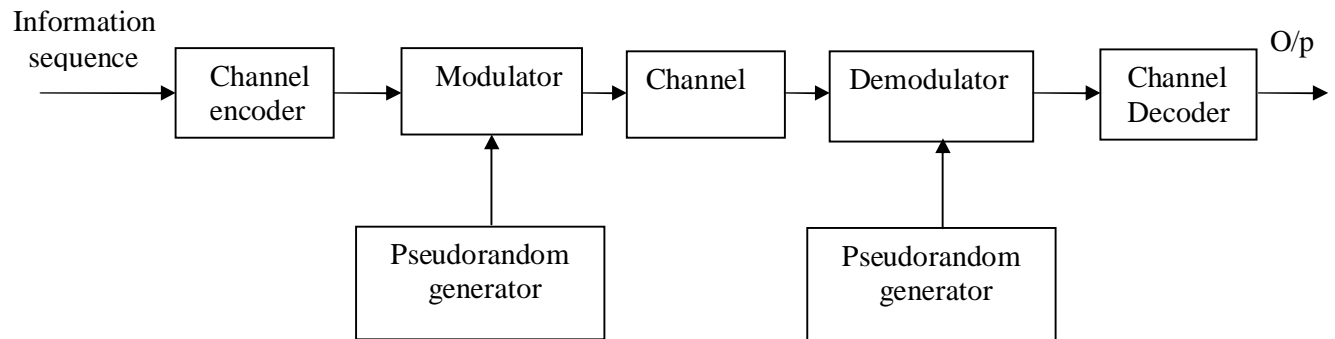 Information
sequence
Channel
encoder
Modulator
Channel
Demodulator
Channel
Decoder
O/p
Pseudorandom
generator
Pseudorandom
generator